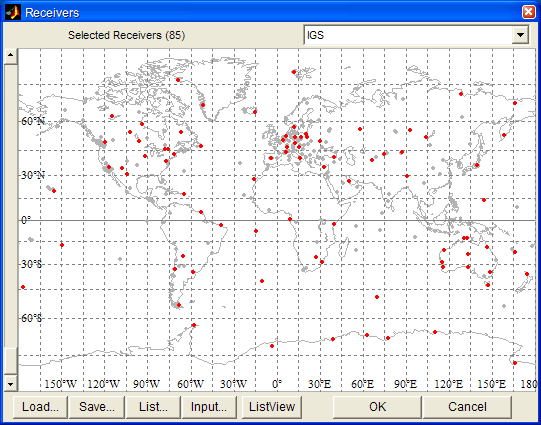 Receivers
Selected Receivers (85)
IGS
60°N
30°N
0°
30°S
60°S
150°W 120°W 90°W 60°W 30°W 0° 30°E 60°E 90°E 120°E 150°E 180
Load... Save... List... Input... ListView OK Cancel